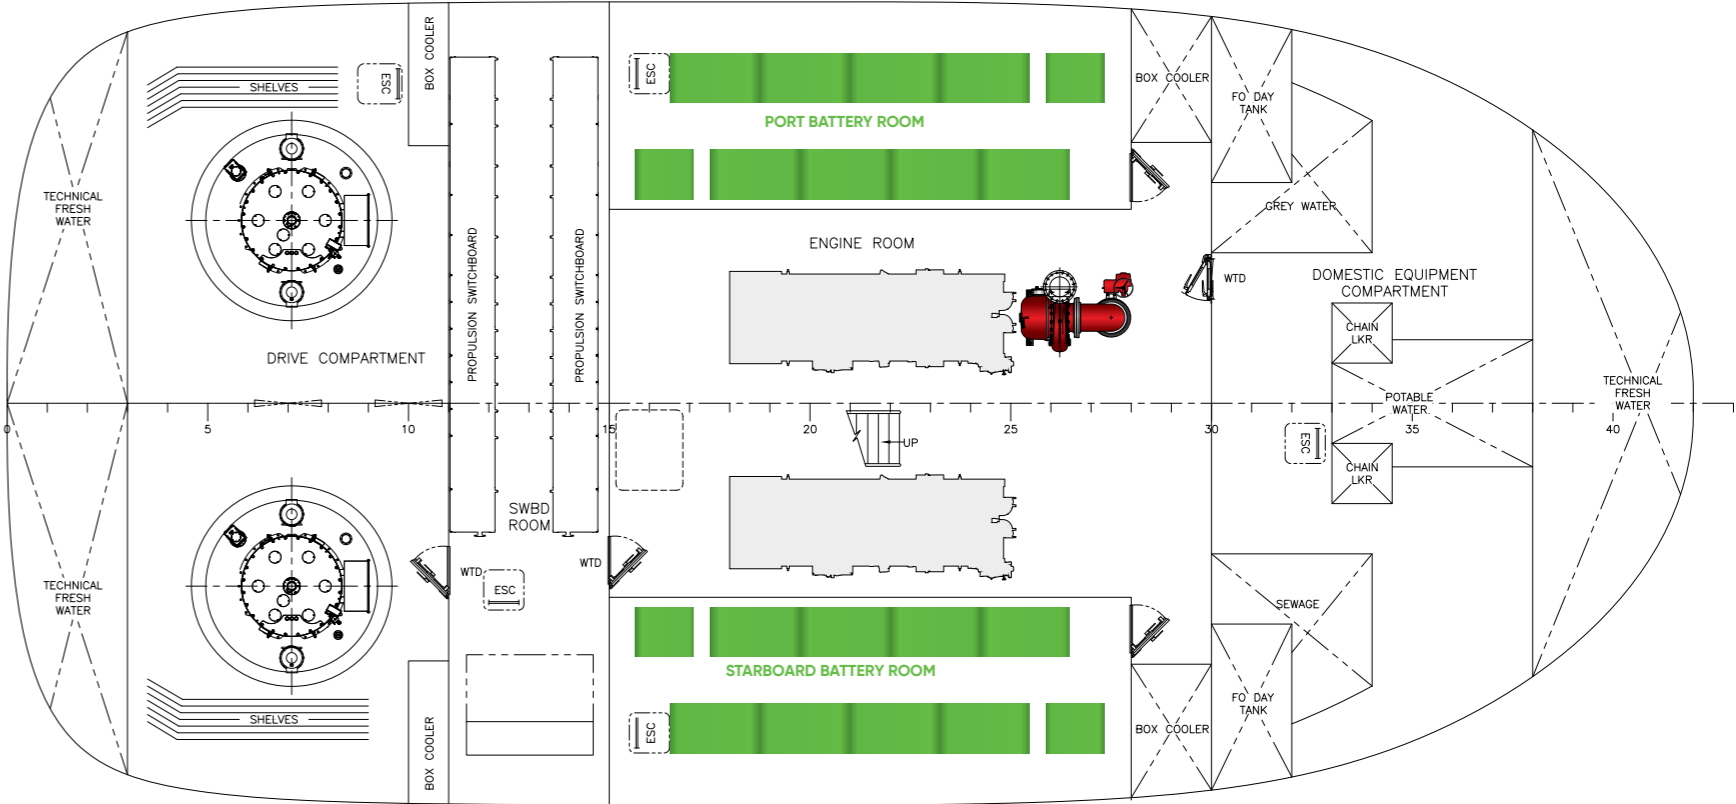 BOX COOLER
ESC
SHELVES
ESC
PORT BATTERY ROOM
BOX COOLER
FO DAY
TANK
TECHNICAL
FRESH
WATER
PROPULSION SWITCHBOARD
PROPULSION SWITCHBOARD
GREY WATER
ENGINE ROOM
WTD
DOMESTIC EQUIPMENT
COMPARTMENT
CHAIN
LKR
DRIVE COMPARTMENT
POTABLE
WATER
TECHNICAL
FRESH
WATER
0 5 10 15 20 25 30 35 40
UP
ESC
CHAIN
LKR
SWBD
ROOM
WTD
WTD
ESC
TECHNICAL
FRESH
WATER
SEWAGE
STARBOARD BATTERY ROOM
FO DAY
TANK
SHELVES
ESC
BOX COOLER
BOX COOLER